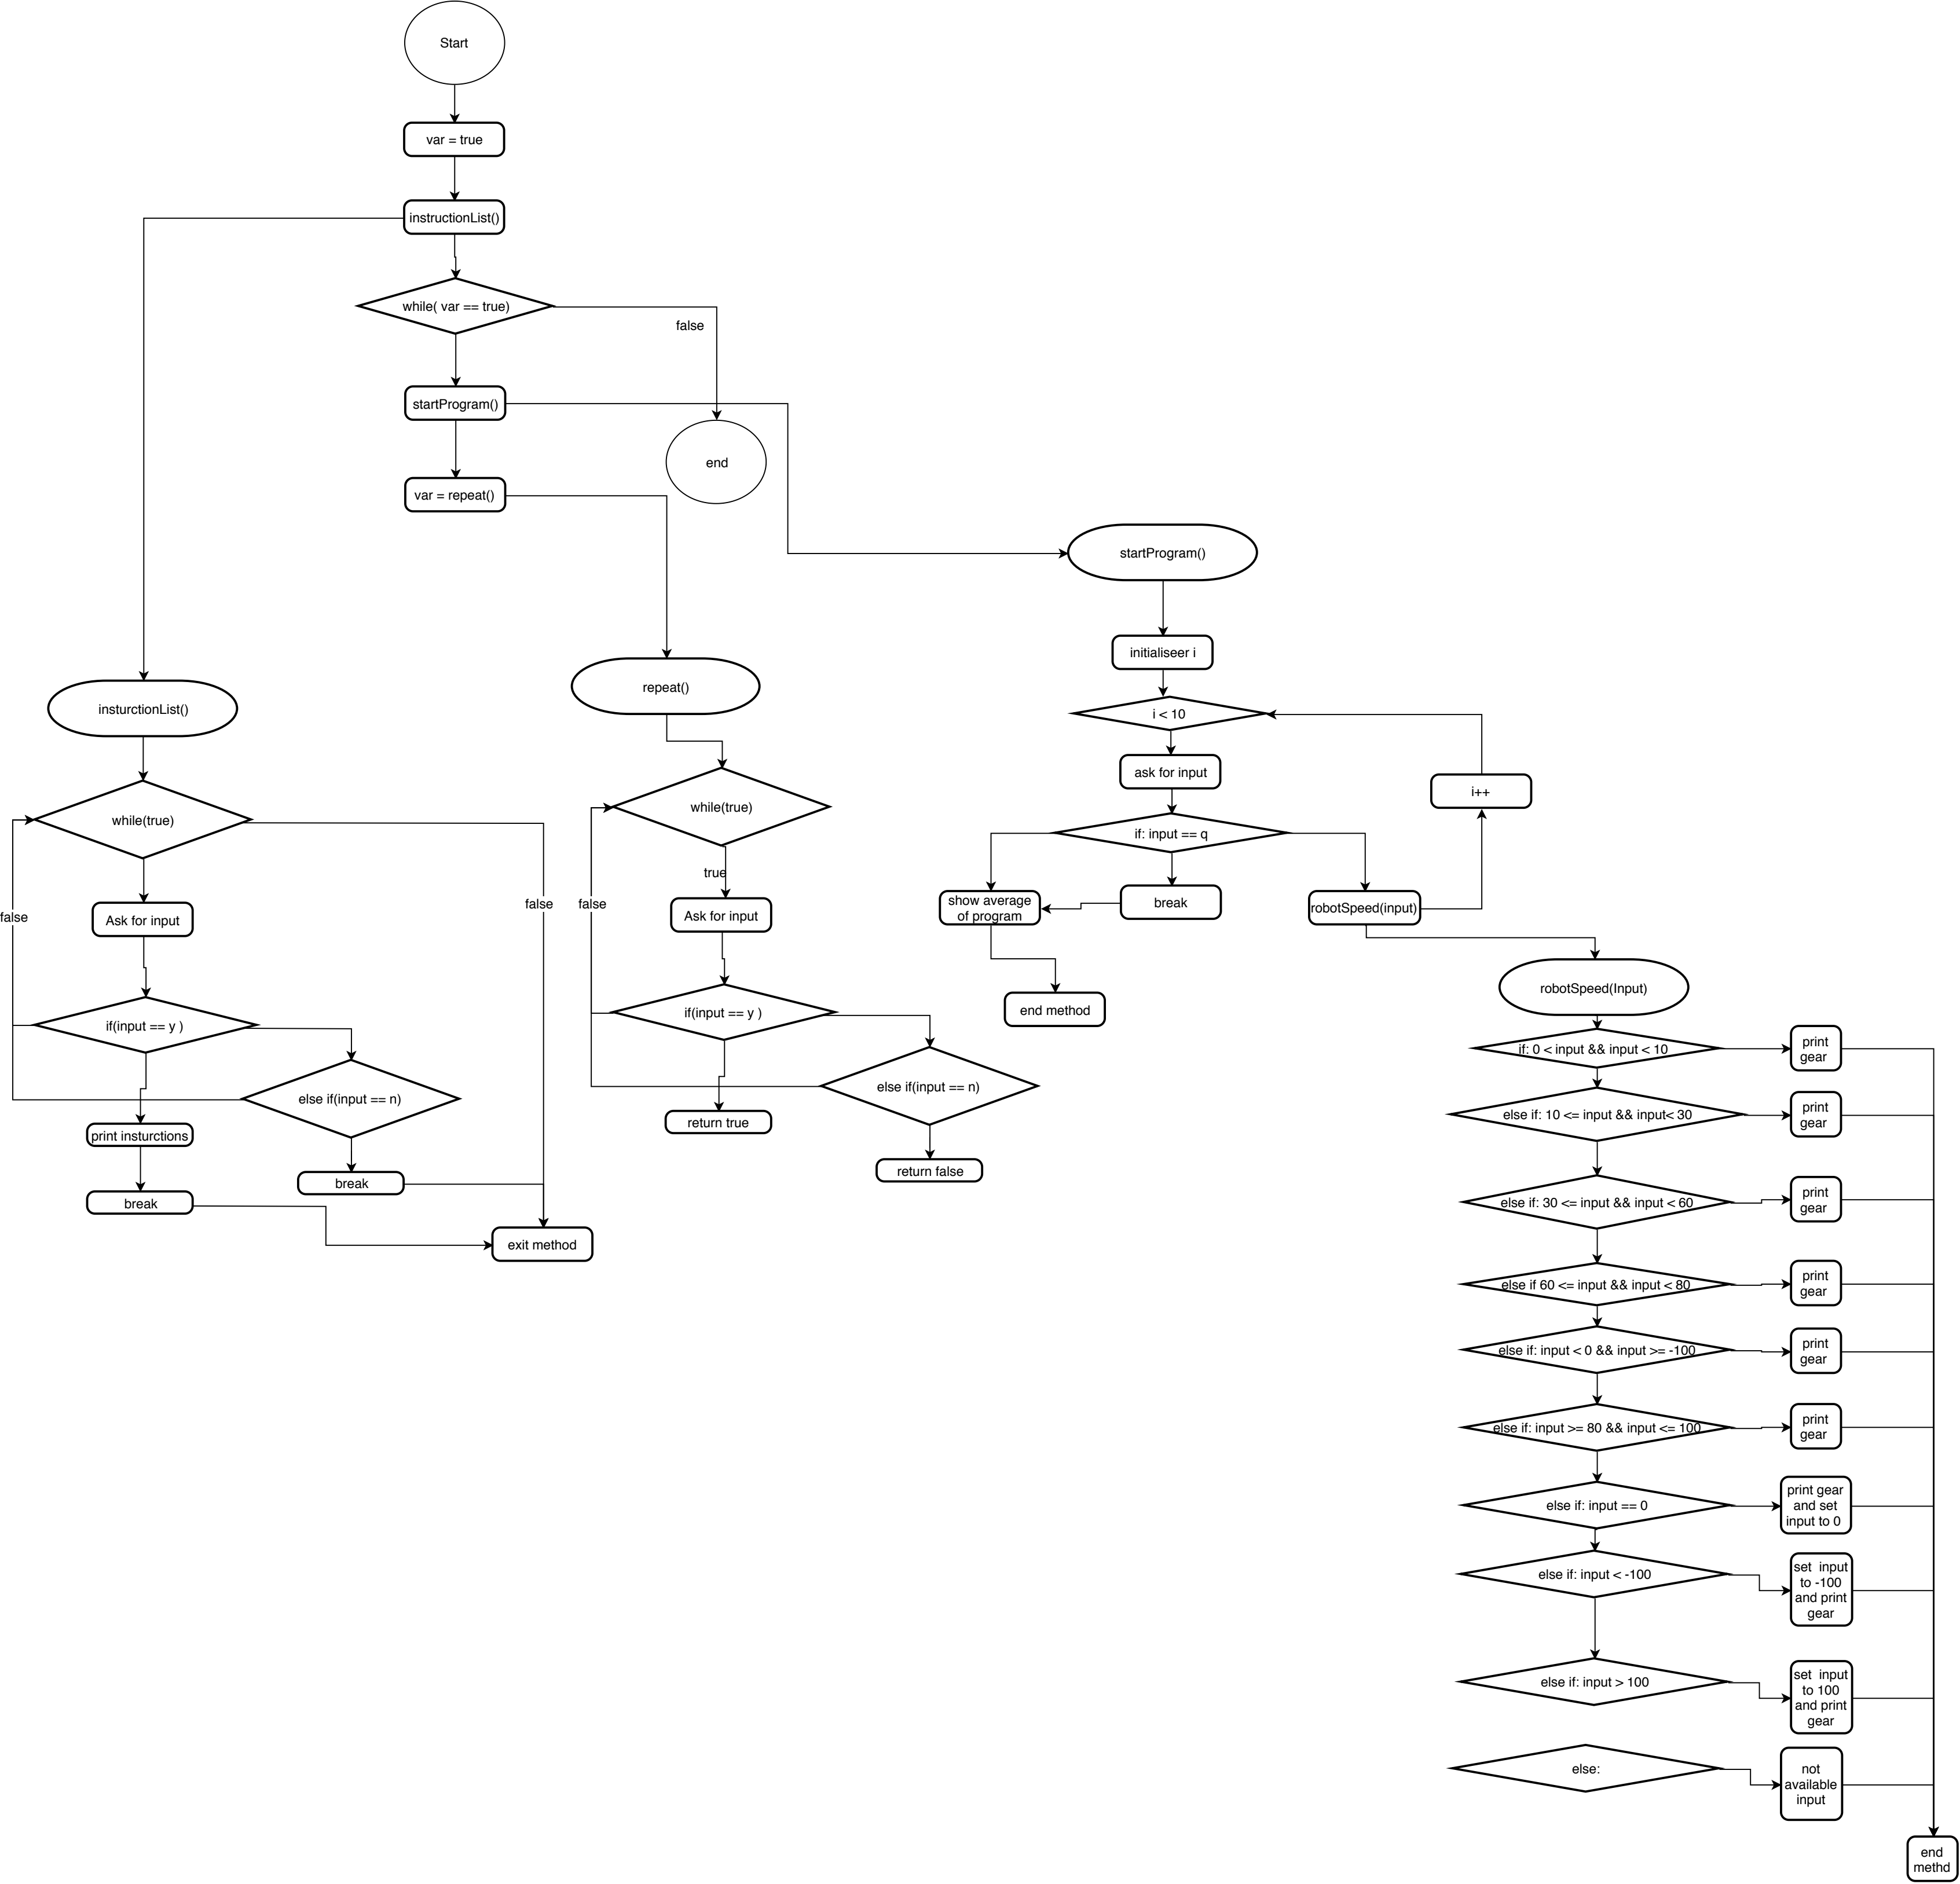 Start
var = true
instructionList()
while( var == true)
false
startProgram()
end
var = repeat()
startProgram()
initialiseer i
i < 10
ask for input
i++
if: input == q
show average
of program
break
robotSpeed(input)
end method
repeat()
while(true)
true
false
Ask for input
if(input == y )
else if(input == n)
return true
return false
insturctionList()
while(true)
false
false
Ask for input
if(input == y )
else if(input == n)
print insturctions
break
break
exit method
robotSpeed(Input)
if: 0 < input && input < 10
print
gear
else if: 10 <= input && input< 30
print
gear
else if: 30 <= input && input < 60
print
gear
else if 60 <= input && input < 80
print
gear
else if: input < 0 && input >= -100
print
gear
else if: input >= 80 && input <= 100
print
gear
else if: input == 0
print gear
and set
input to 0
else if: input < -100
set  input
to -100
and print
gear
else if: input > 100
set  input
to 100
and print
gear
else:
not
available
input
end
methd